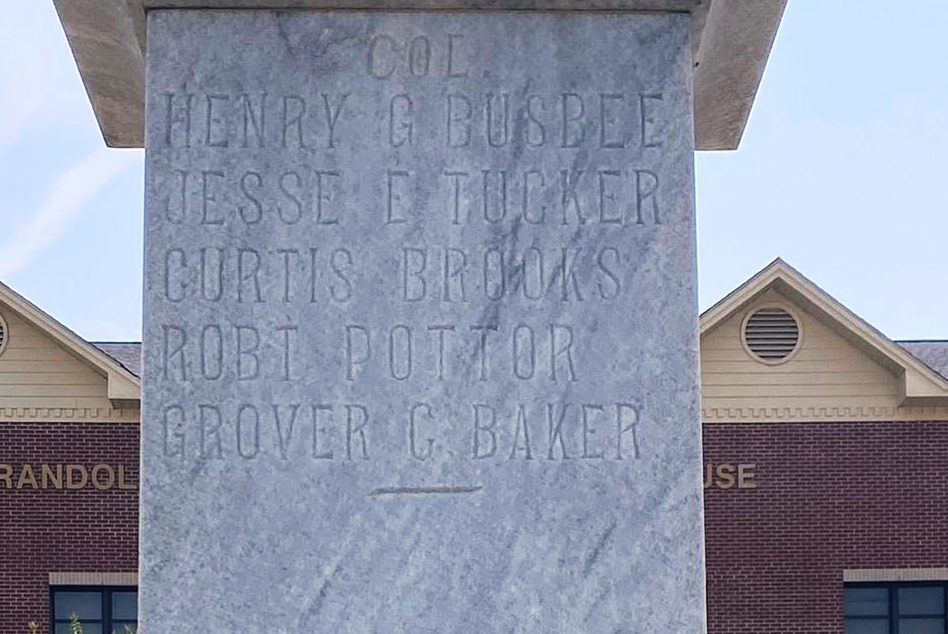 COL
HENRY G BUSBEE
JESSE E TUCKER
CURTIS BROOKS
ROBT POTTOR
GROVER C BAKER
RANDOL
USE